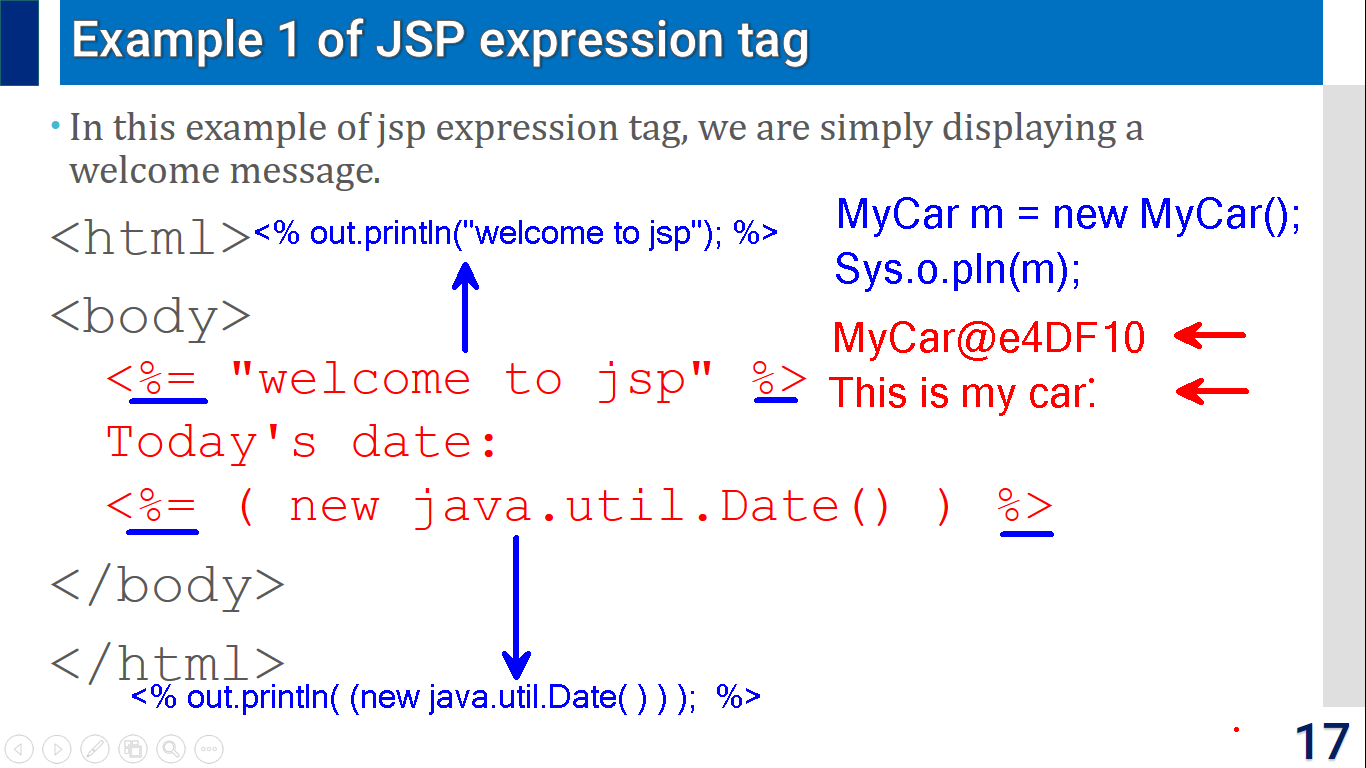 Example 1 of JSP expression tag
• In this example of jsp expression tag, we are simply displaying a
welcome message.
<html>
<% out.println("welcome to jsp"); %>
<body>
<%= "welcome to jsp" %>
Today's date:
<%= ( new java.util.Date() ) %>
</body>
</html>
<% out.println( (new java.util.Date( ) ) );  %>
MyCar m = new MyCar();
Sys.o.pln(m);
MyCar@e4DF10
This is my car:
17